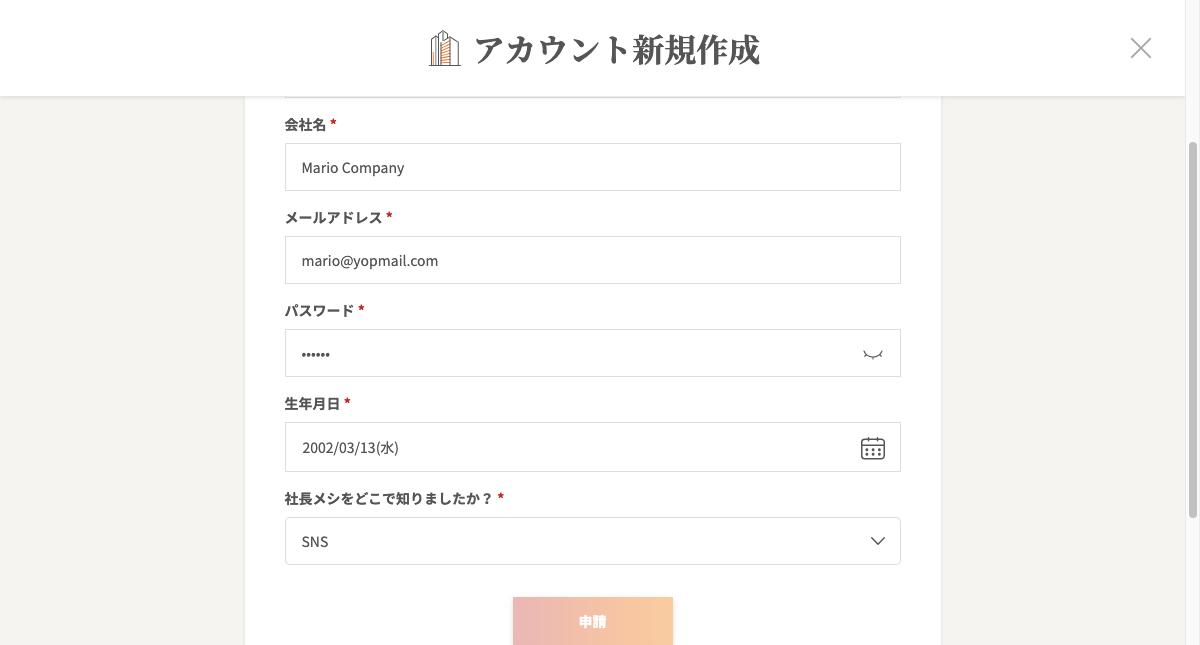 アカウント新規作成
会社名 *
Mario Company
メールアドレス *
mario@yopmail.com
パスワード *
••••••
生年月日 *
2002/03/13(水)
社長メシをどこで知りましたか？ *
SNS
申請